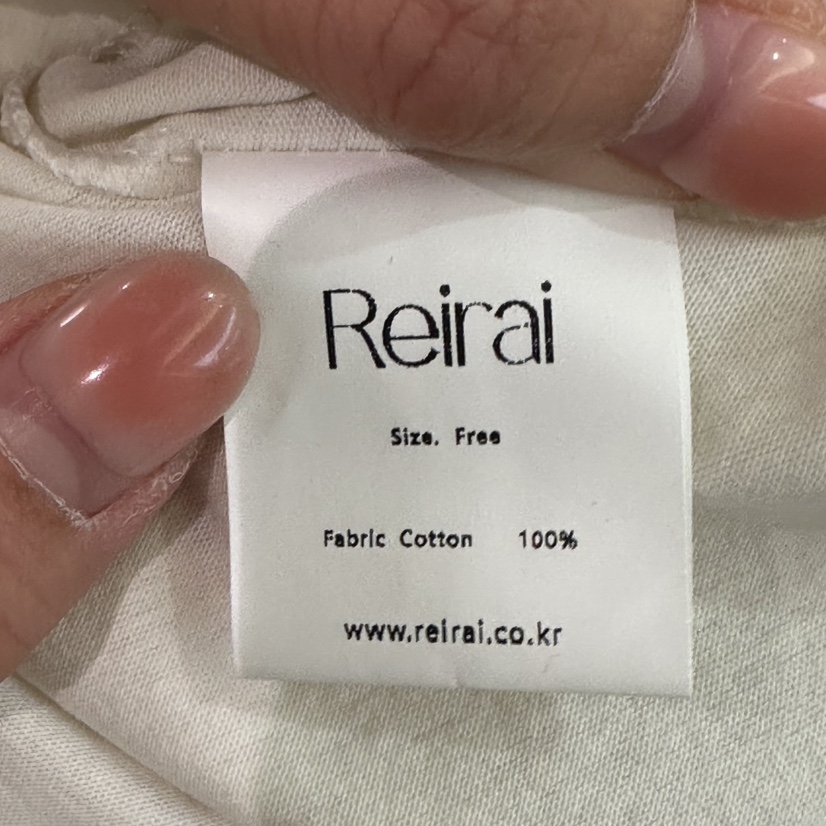 Reirai
Size. Free
Fabric Cotton 100%
www.reirai.co.kr